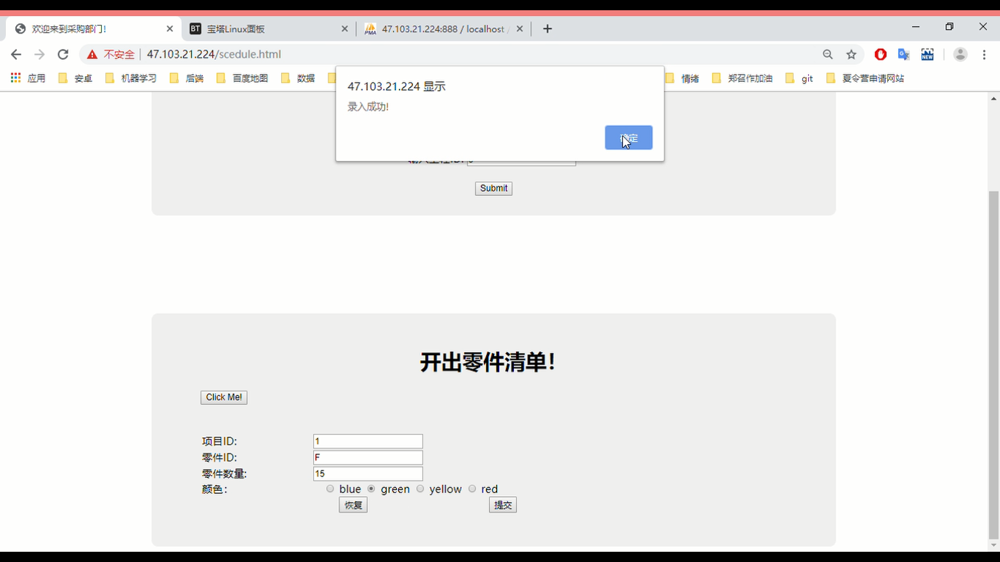 欢迎来到采购部门!
BT 宝塔Linux面板
PMA 47.103.21.224:888 / localhost /
不安全 47.103.21.224/scedule.html
NEW
应用 安卓 机器学习 后端 百度地图 数据 情绪 郑召作加油 git 夏令营申请网站
47.103.21.224 显示
录入成功!
确定
Submit
开出零件清单!
Click Me!
项目ID: 1
零件ID: F
零件数量: 15
颜色: blue green yellow red
恢复 提交